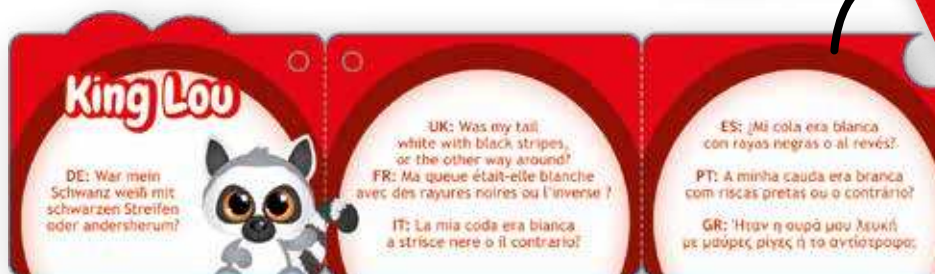 King Lou
DE: War mein
Schwanz weiß mit
schwarzen Streifen
oder andersherum?
UK: Was my tail
white with black stripes,
or the other way around?
FR: Ma queue était-elle blanche
avec des rayures noires ou l'inverse ?
IT: La mia coda era bianca
a strisce nere o il contrario?
ES: ¿Mi cola era blanca
con rayas negras o al revés?
PT: A minha cauda era branca
com riscas pretas ou o contrário?
GR: Ήταν η ουρά μου λευκή
με μαύρες ρίγες ή το αντίστροφο;